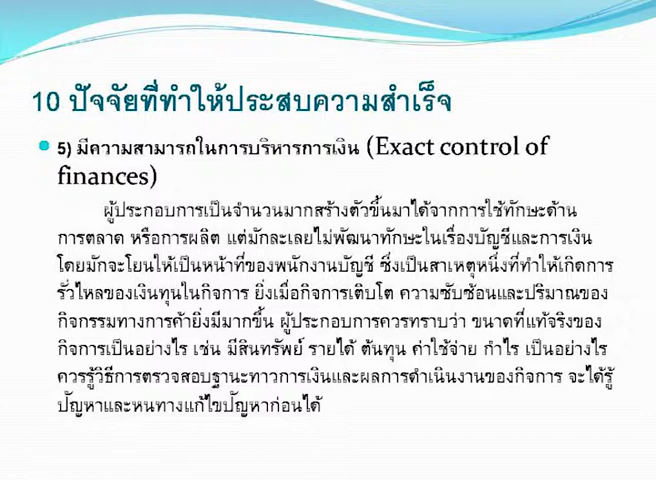 10 ปัจจัยที่ทำให้ประสบความสำเร็จ
5) มีความสามารถในการบริหารการเงิน (Exact control of
finances)
ผู้ประกอบการเป็นจำนวนมากสร้างตัวขึ้นมาได้จากการใช้ทักษะด้าน
การตลาด หรือการผลิต แต่มักละเลยไม่พัฒนาทักษะในเรื่องบัญชีและการเงิน
โดยมักจะโยนให้เป็นหน้าที่ของพนักงานบัญชี ซึ่งเป็นสาเหตุหนึ่งที่ทำให้เกิดการ
รั่วไหลของเงินทุนในกิจการ ยิ่งเมื่อกิจการเติบโต ความซับซ้อนและปริมาณของ
กิจกรรมทางการค้ายิ่งมีมากขึ้น ผู้ประกอบการควรทราบว่า ขนาดที่แท้จริงของ
กิจการเป็นอย่างไร เช่น มีสินทรัพย์ รายได้ ต้นทุน ค่าใช้จ่าย กำไร เป็นอย่างไร
ควรรู้วิธีการตรวจสอบฐานะทาวการเงินและผลการดำเนินงานของกิจการ จะได้รู้
ปัญหาและหนทางแก้ไขปัญหาก่อนได้